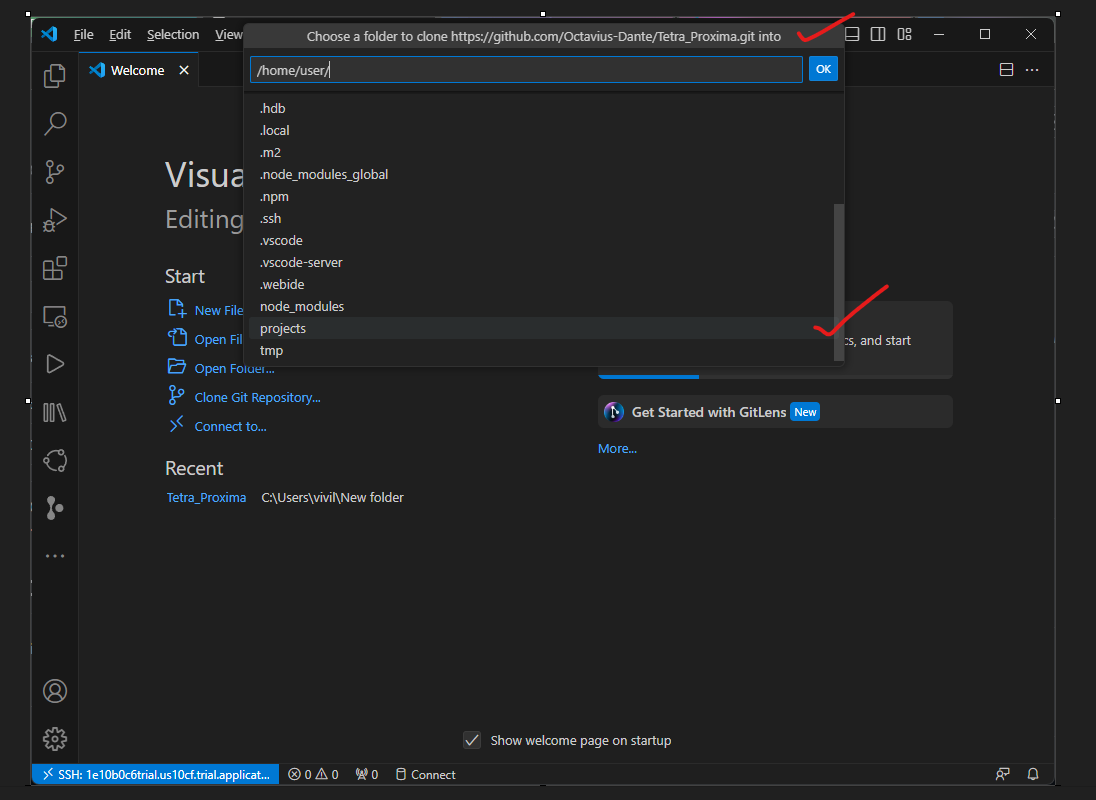 File Edit Selection View
Choose a folder to clone https://github.com/Octavius-Dante/Tetra_Proxima.git into
Welcome
/home/user/
OK
.hdb
.local
.m2
.node_modules_global
.npm
.ssh
.vscode
.vscode-server
.webide
node_modules
projects
tmp
Visua
Editing
Start
New File
Open Fil
Open Folder...
Clone Git Repository...
Connect to...
Recent
Tetra_Proxima C:\Users\vivil\New folder
cs, and start
Get Started with GitLens New
More...
Show welcome page on startup
SSH: 1e10b0c6trial.us10cf.trial.applicat... 0 0 0 Connect